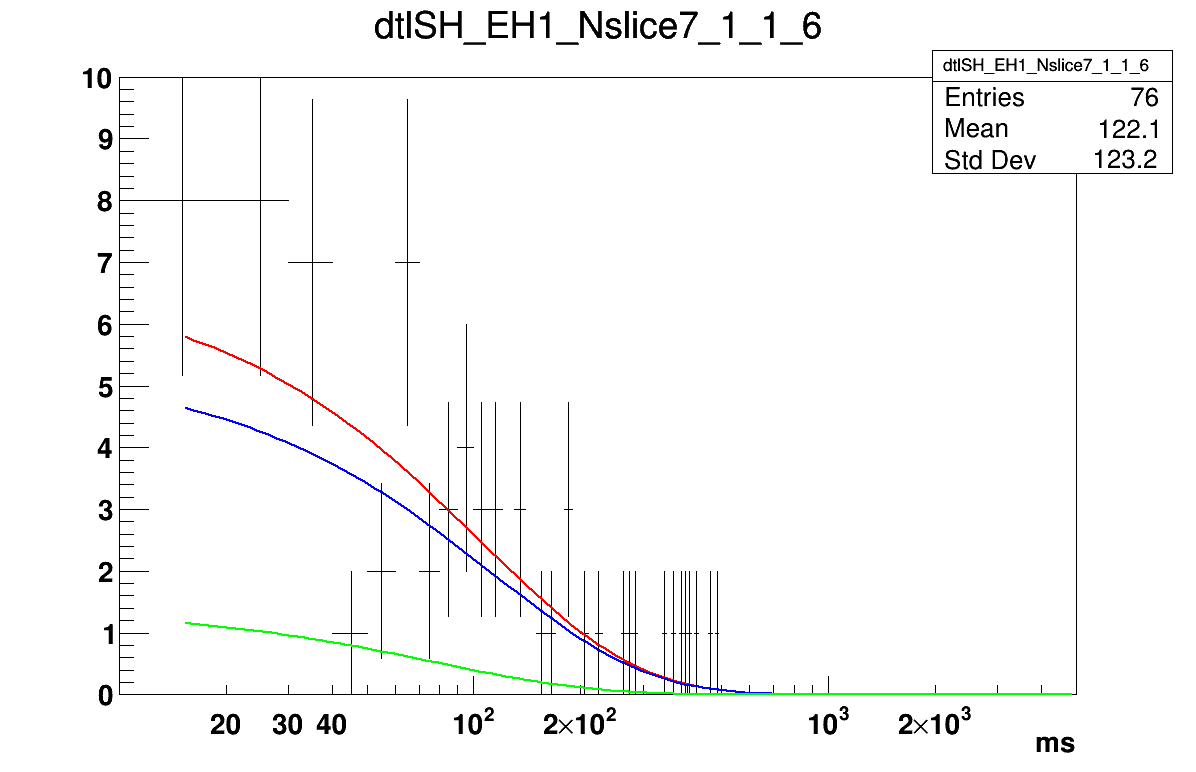 dtlSH_EH1_Nslice7_1_1_6
dtlSH_EH1_Nslice7_1_1_6
Entries 76
Mean 122.1
Std Dev 123.2
10
9
8
7
6
5
4
3
2
1
0
20 30 40 10² 2×10² 10³ 2×10³
ms